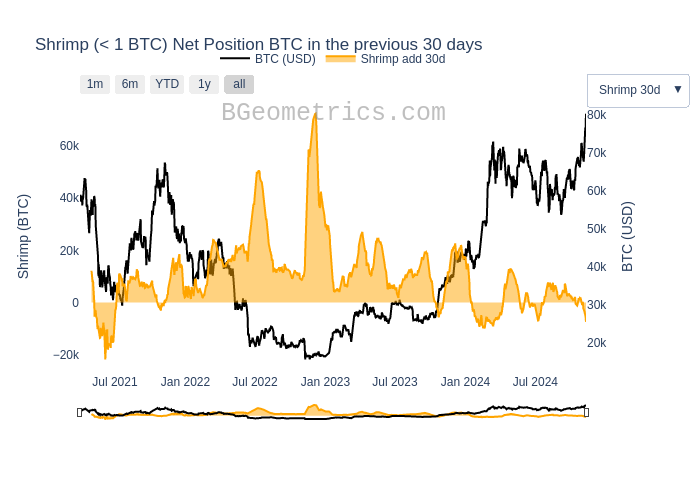 Shrimp (< 1 BTC) Net Position BTC in the previous 30 days
BTC (USD) Shrimp add 30d
1m 6m YTD 1y all
Shrimp 30d ▼
BGeometrics.com
60k
40k
20k
0
−20k
Shrimp (BTC)
80k
70k
60k
50k
40k
30k
20k
BTC (USD)
Jul 2021 Jan 2022 Jul 2022 Jan 2023 Jul 2023 Jan 2024 Jul 2024